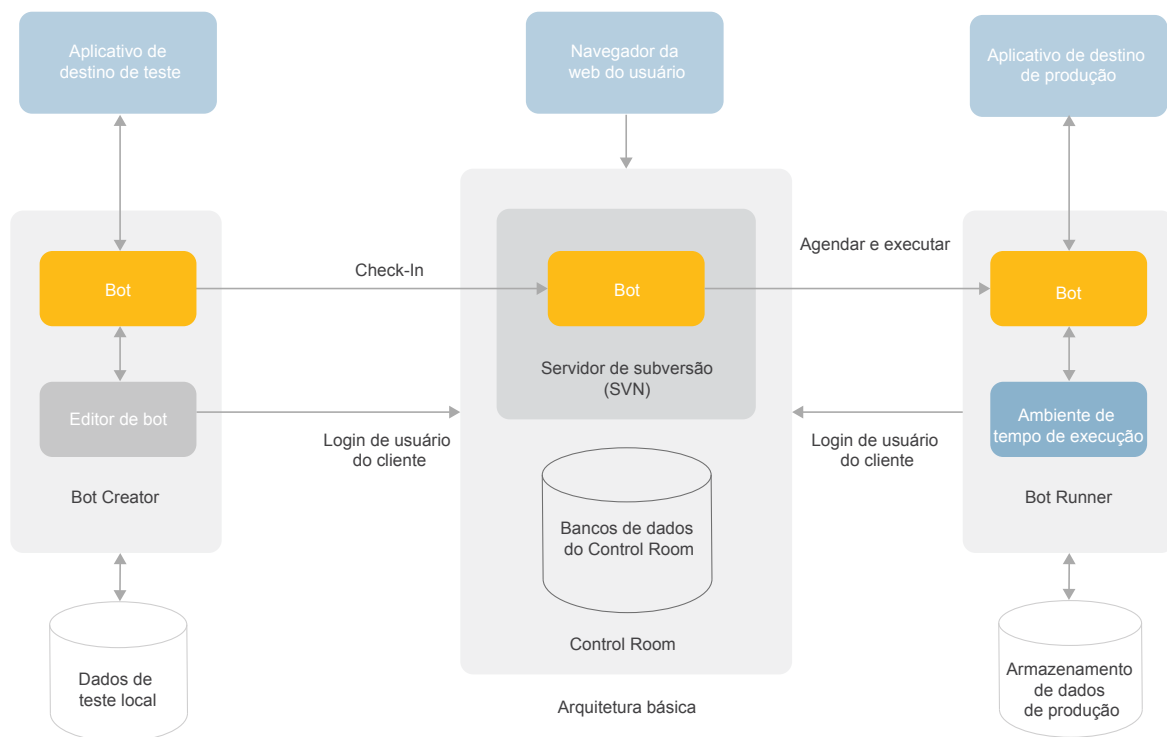 Aplicativo de
destino de teste
Navegador da
web do usuário
Aplicativo de destino
de produção
Bot
Check-In
Bot
Agendar e executar
Bot
Editor de bot
Login de usuário
do cliente
Servidor de subversão
(SVN)
Login de usuário
do cliente
Ambiente de
tempo de execução
Bot Creator
Bancos de dados
do Control Room
Bot Runner
Control Room
Dados de
teste local
Arquitetura básica
Armazenamento
de dados
de produção